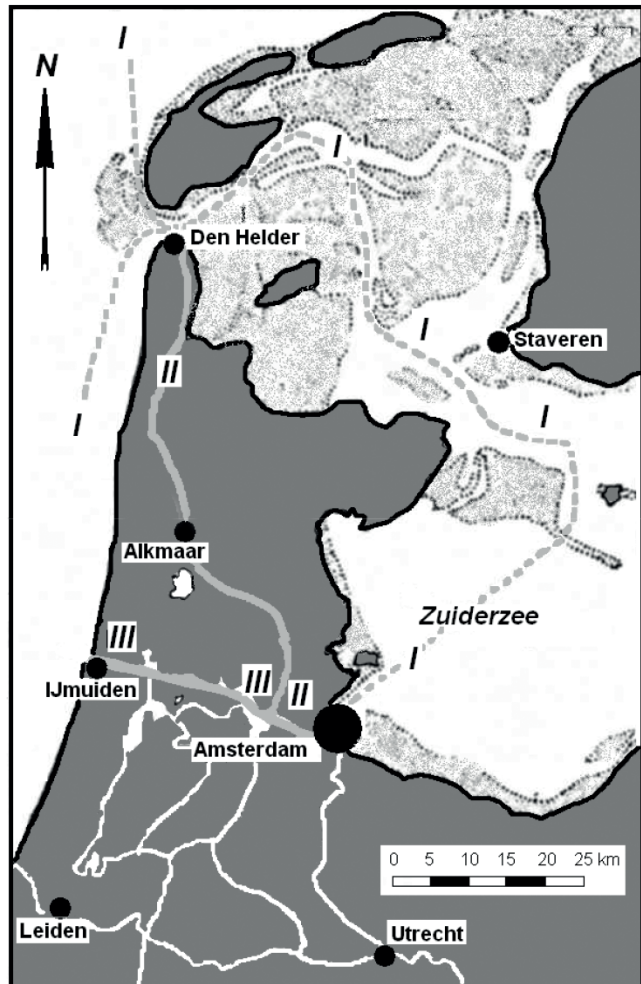 I
N
I
Den Helder
I
Staveren
II
I
I
Alkmaar
Zuiderzee
III
I
IJmuiden
III
II
Amsterdam
0 5 10 15 20 25 km
Leiden
Utrecht